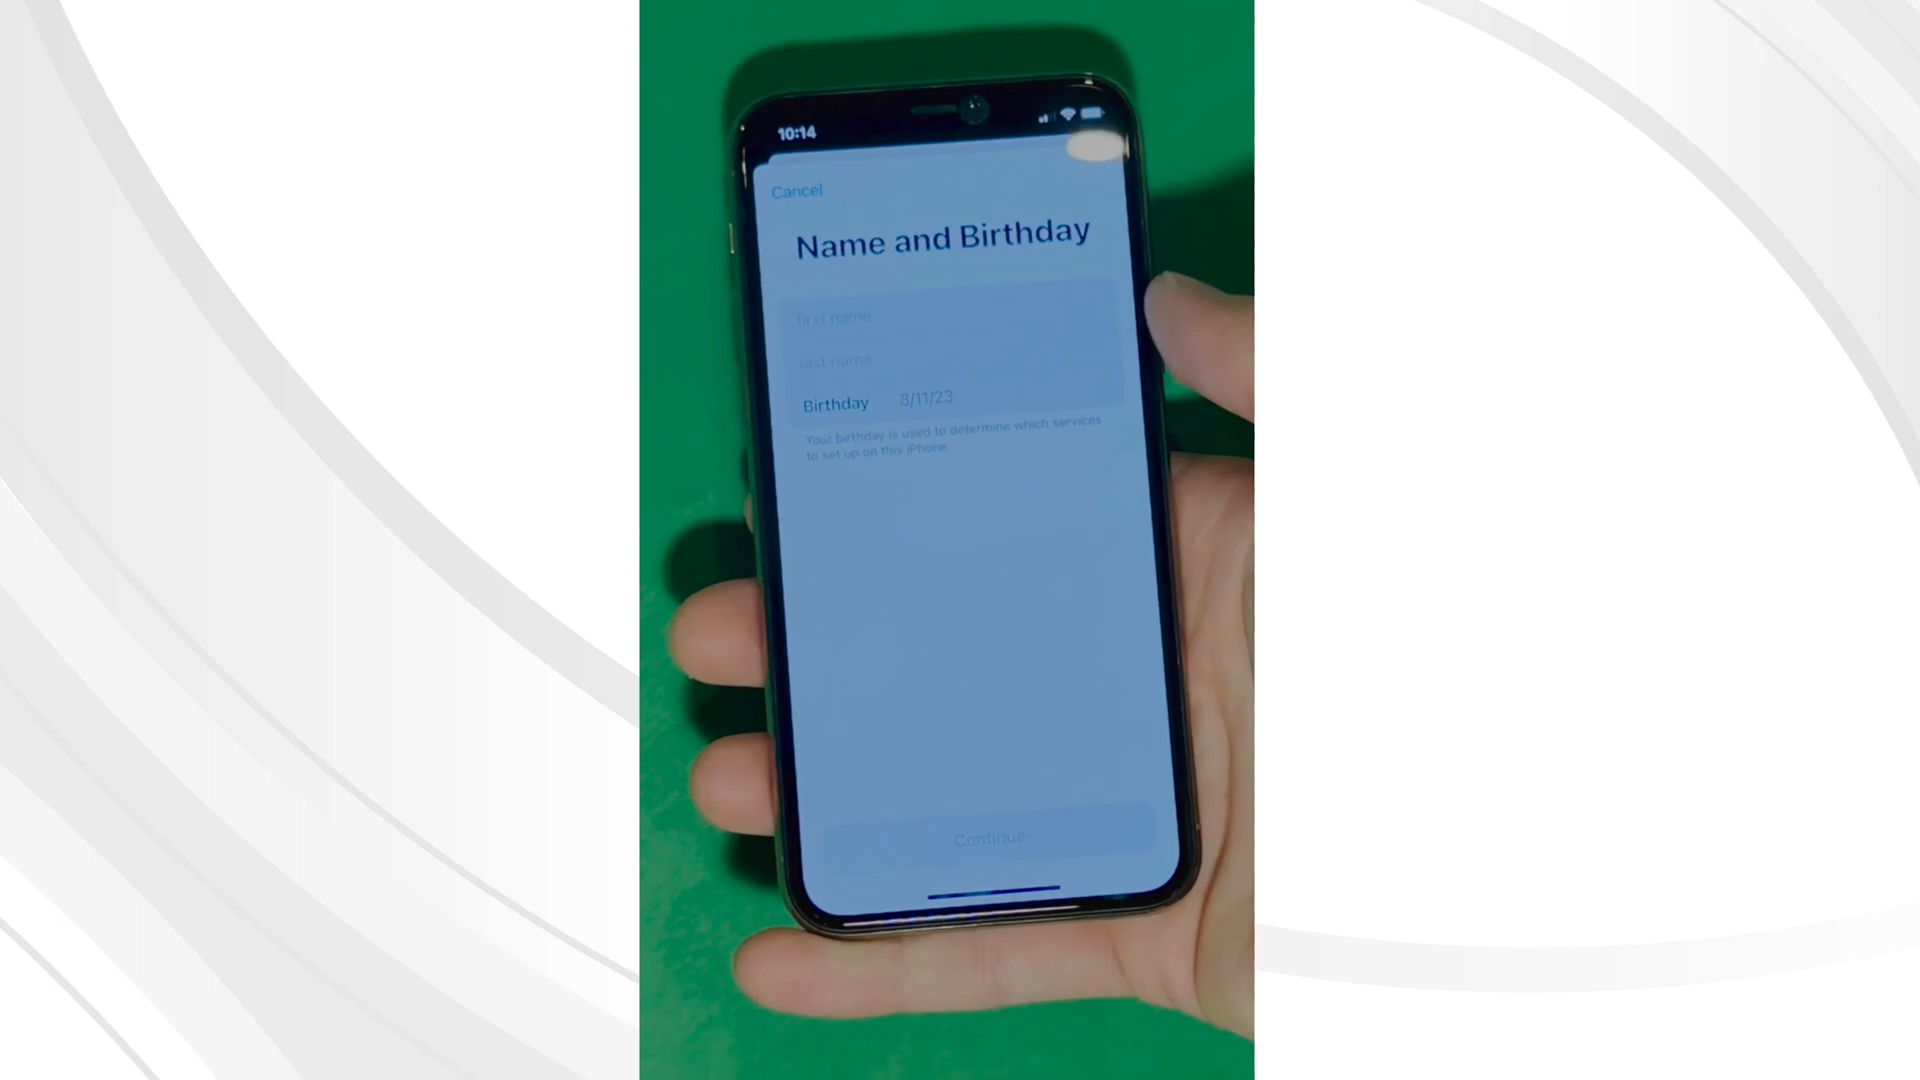 10:14
Cancel
Name and Birthday
first name
last name
Birthday 8/11/23
Your birthday is used to determine which services
to set up on this iPhone
Continue